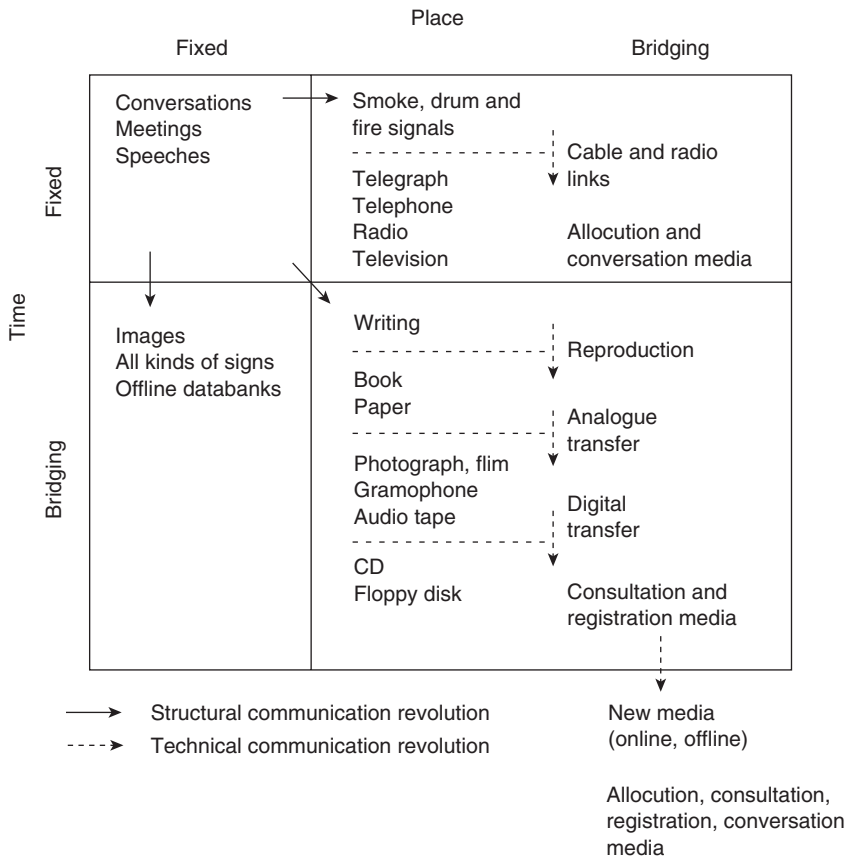 Place
Fixed
Bridging
Time
Fixed
Conversations
Meetings
Speeches
Smoke, drum and
fire signals
Cable and radio
links
Telegraph
Telephone
Radio
Television
Allocution and
conversation media
Bridging
Images
All kinds of signs
Offline databanks
Writing
Reproduction
Book
Paper
Analogue
transfer
Photograph, flim
Gramophone
Audio tape
Digital
transfer
CD
Floppy disk
Consultation and
registration media
Structural communication revolution
Technical communication revolution
New media
(online, offline)
Allocution, consultation,
registration, conversation
media